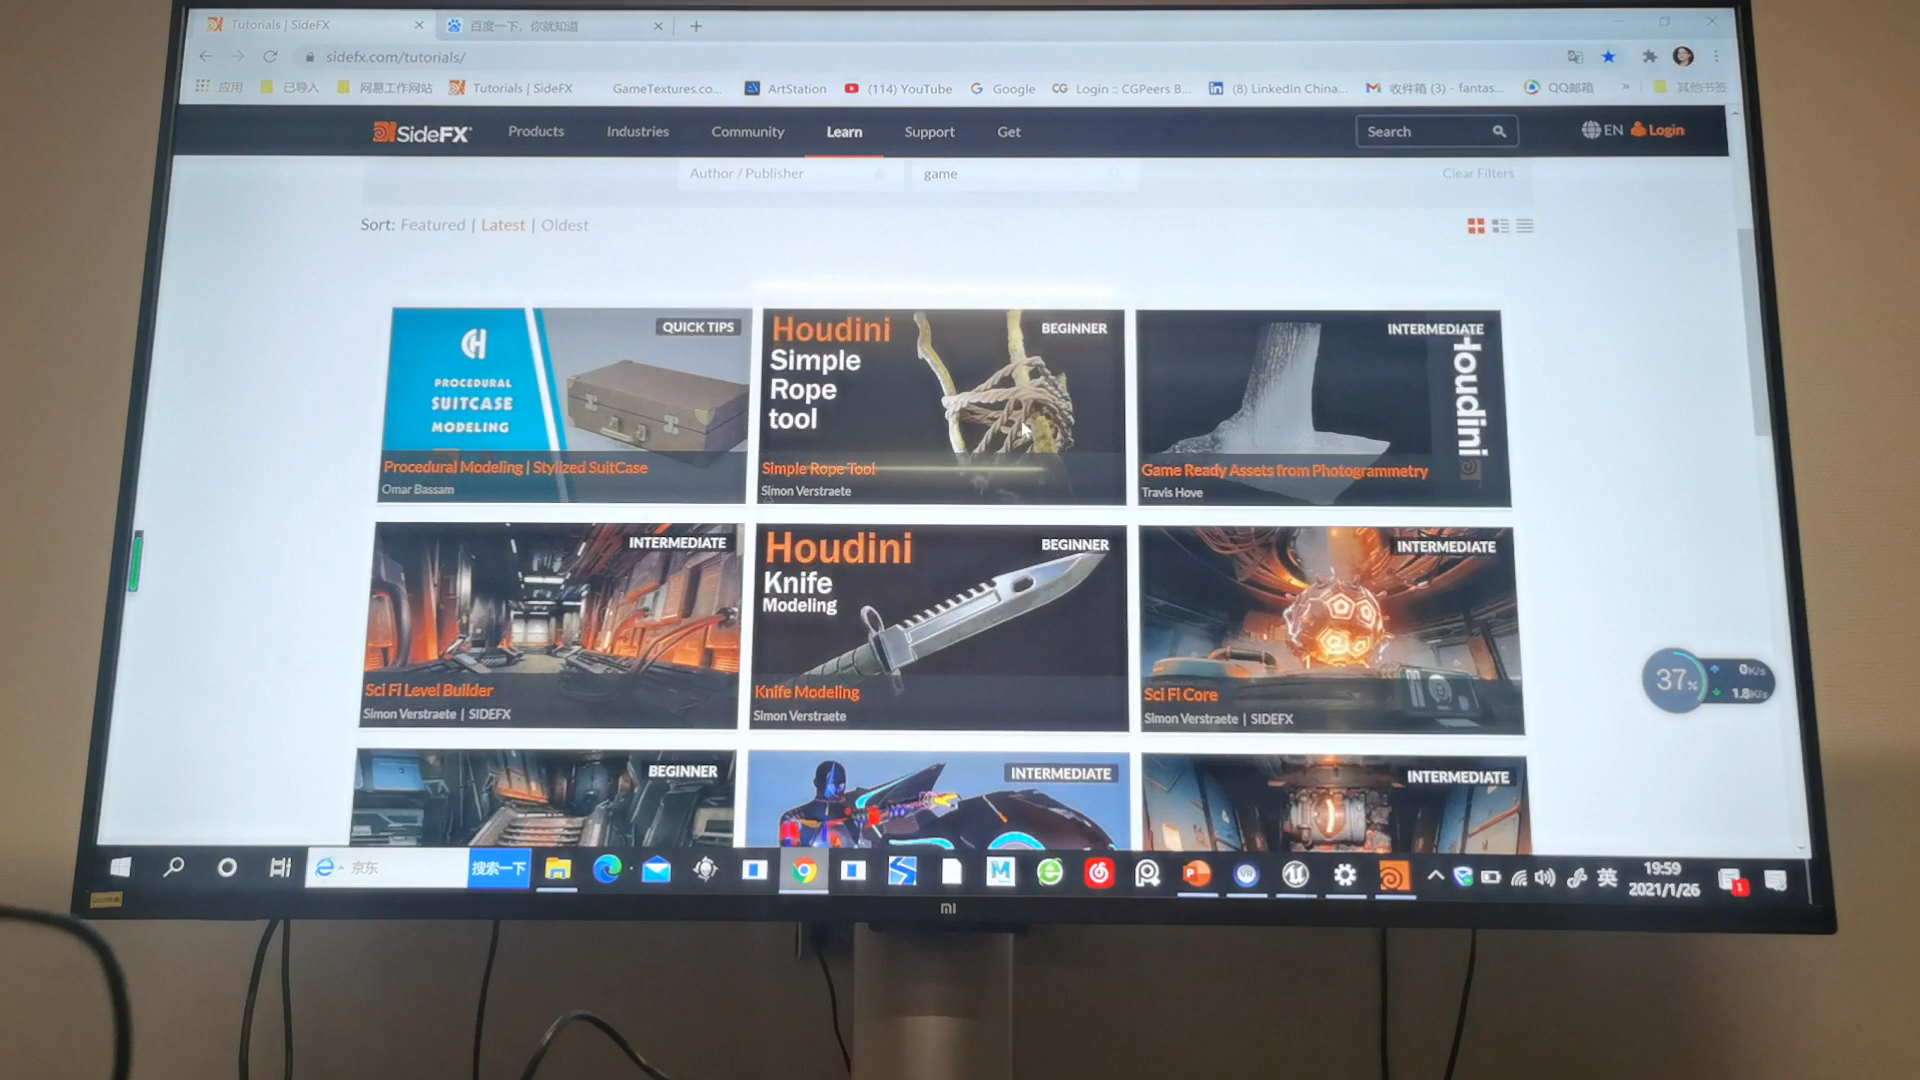 Tutorials | SideFX
百度一下，你就知道
sidefx.com/tutorials/
应用
已导入
网易工作网站
Tutorials | SideFX
GameTextures.co...
ArtStation
(114) YouTube
Google
CG
Login :: CGPeers B...
(8) LinkedIn China...
收件箱 (3) - fantas...
QQ邮箱
»
其他书签
SideFX
Products
Industries
Community
Learn
Support
Get
Search
EN
Login
Author / Publisher
game
Clear Filters
Sort: Featured | Latest | Oldest
QUICK TIPS
PROCEDURAL
SUITCASE
MODELING
Procedural Modeling | Stylized SuitCase
Omar Bassam
BEGINNER
Houdini
Simple
Rope
tool
Simple Rope Tool
Simon Verstraete
INTERMEDIATE
Houdini
Game Ready Assets from Photogrammetry
Travis Hove
INTERMEDIATE
Sci Fi Level Builder
Simon Verstraete | SIDEFX
BEGINNER
Houdini
Knife
Modeling
Knife Modeling
Simon Verstraete
INTERMEDIATE
Sci Fi Core
Simon Verstraete | SIDEFX
37%
0K/s
1.8K/s
BEGINNER
INTERMEDIATE
INTERMEDIATE
京东
搜索一下
M
P
VR
英
19:59
2021/1/26
1
mi